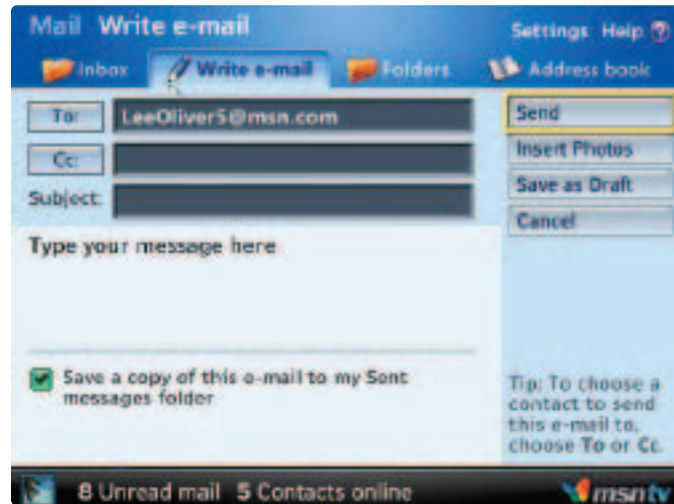 Mail Write e-mail
Settings Help ?
Inbox Write e-mail Folders Address book
To: LeeOliver5@msn.com
Cc:
Subject:
Send
Insert Photos
Save as Draft
Cancel
Type your message here
Save a copy of this e-mail to my Sent
messages folder
Tip: To choose a
contact to send
this e-mail to,
choose To or Cc.
8 Unread mail 5 Contacts online
msntv